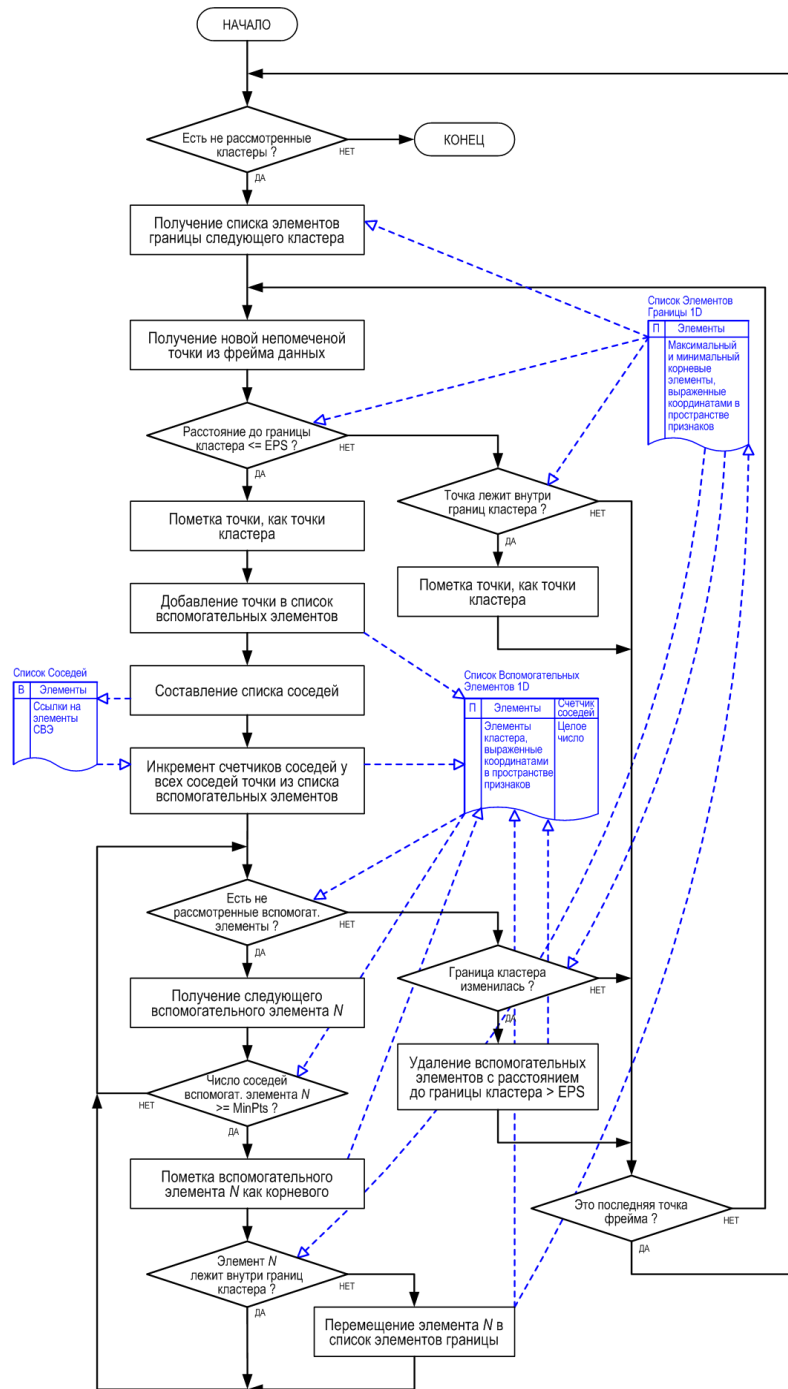 НАЧАЛО
Есть не рассмотренные
кластеры ?
НЕТ
КОНЕЦ
ДА
Получение списка элементов
границы следующего кластера
Список Элементов
Границы 1D
П Элементы
Максимальный
и минимальный
корневые
элементы,
выраженные
координатами в
пространстве
признаков
Получение новой непомеченой
точки из фрейма данных
Расстояние до границы
кластера <= EPS ?
НЕТ
ДА
Точка лежит внутри
границ кластера ?
НЕТ
ДА
Пометка точки, как точки
кластера
Пометка точки, как точки
кластера
Добавление точки в список
вспомогательных элементов
Список Соседей
В Элементы
Ссылки на
элементы
СВЭ
Составление списка соседей
Список Вспомогательных
Элементов 1D
П Элементы Счетчик
соседей
Элементы
кластера,
выраженные
координатами
в пространстве
признаков
Целое
число
Инкремент счетчиков соседей у
всех соседей точки из списка
вспомогательных элементов
Есть не
рассмотренные вспомогат.
элементы ?
НЕТ
ДА
Граница кластера
изменилась ?
НЕТ
ДА
Получение следующего
вспомогательного элемента N
Удаление вспомогательных
элементов с расстоянием
до границы кластера > EPS
Число соседей
вспомогат. элемента N
>= MinPts ?
НЕТ
ДА
Пометка вспомогательного
элемента N как корневого
Это последняя точка
фрейма ?
НЕТ
ДА
Элемент N
лежит внутри границ
кластера ?
НЕТ
ДА
Перемещение элемента N в
список элементов границы